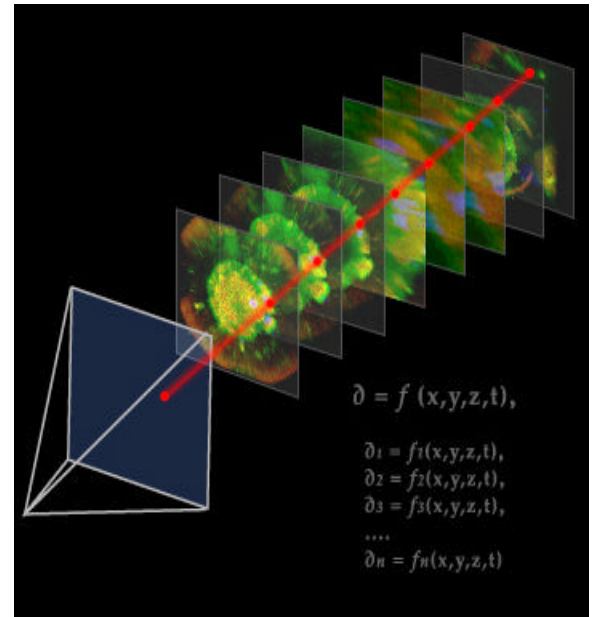 ∂ = f (x,y,z,t),
∂1 = f1(x,y,z,t),
∂2 = f2(x,y,z,t),
∂3 = f3(x,y,z,t),
....
∂n = fn(x,y,z,t)